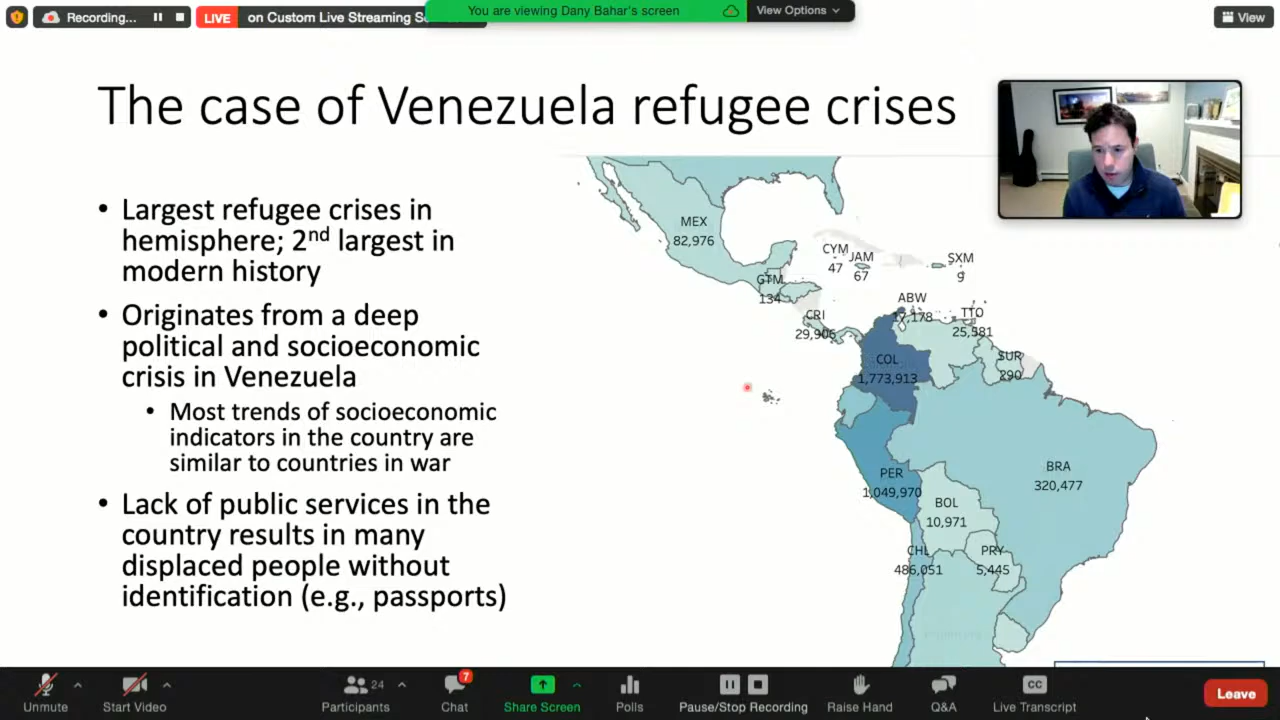 Recording...
LIVE
on Custom Live Streaming
You are viewing Dany Bahar's screen
View Options
View
The case of Venezuela refugee crises
• Largest refugee crises in
hemisphere; 2nd largest in
modern history
• Originates from a deep
political and socioeconomic
crisis in Venezuela
• Most trends of socioeconomic
indicators in the country are
similar to countries in war
• Lack of public services in the
country results in many
displaced people without
identification (e.g., passports)
MEX
82,976
CYM
47
JAM
67
SXM
9
GTM
134
CRI
29,906
ABW
17,178
TTO
25,381
COL
1,773,913
SUR
290
PER
1,049,970
BRA
320,477
BOL
10,971
CHL
486,051
PRY
5,445
Unmute
Start Video
Participants
24
Chat
7
Share Screen
Polls
Pause/Stop Recording
Raise Hand
Q&A
CC
Live Transcript
Leave